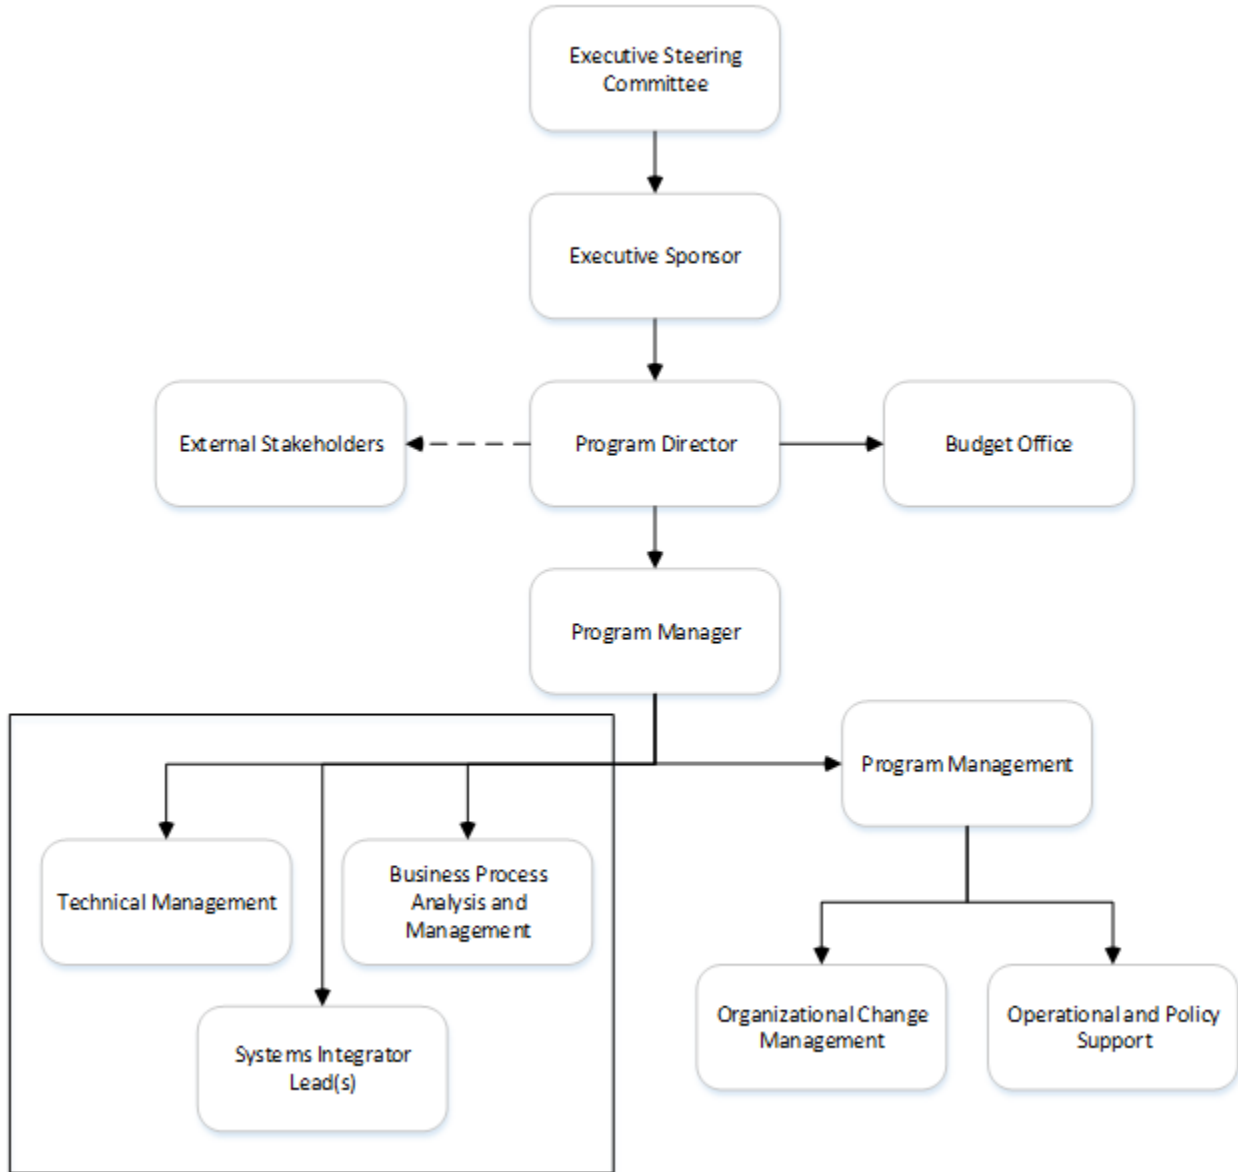 Executive Steering
Committee
Executive Sponsor
External Stakeholders
Program Director
Budget Office
Program Manager
Program Management
Technical Management
Business Process
Analysis and
Management
Systems Integrator
Lead(s)
Organizational Change
Management
Operational and Policy
Support